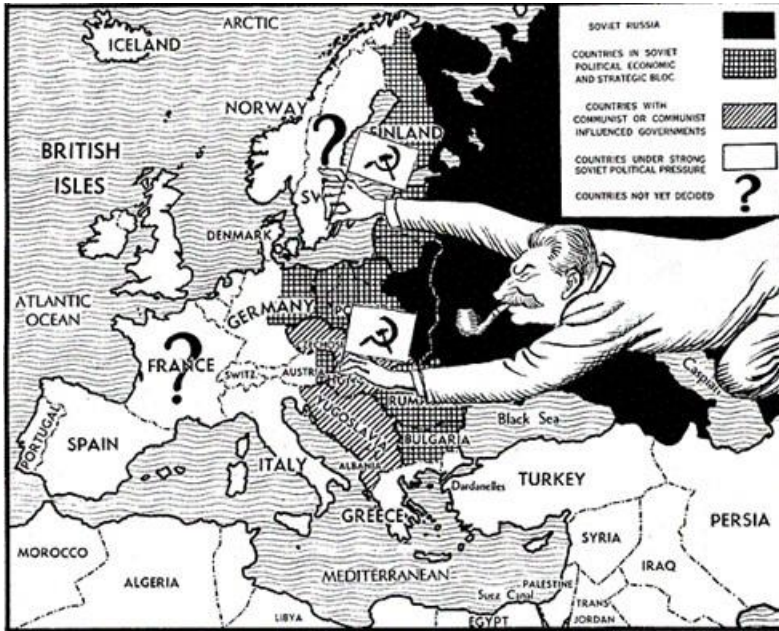 ARCTIC
ICELAND
SOVIET RUSSIA
COUNTRIES IN SOVIET
POLITICAL ECONOMIC
AND STRATEGIC BLOC
COUNTRIES WITH
COMMUNIST OR COMMUNIST
INFLUENCED GOVERNMENTS
COUNTRIES UNDER STRONG
SOVIET POLITICAL PRESSURE
COUNTRIES NOT YET DECIDED
?
NORWAY
?
FINLAND
BRITISH
ISLES
SW
DENMARK
ATLANTIC
OCEAN
GERMANY
PO
?
FRANCE
CZECHOS
SWITZ.
AUSTRIA
RUM
Caspian
Black Sea
PORTUGAL
SPAIN
ITALY
YUGOSLAVIA
BULGARIA
ALBANIA
GREECE
Dardanelles
TURKEY
PERSIA
SYRIA
IRAQ
MOROCCO
ALGERIA
MEDITERRANEAN
Suez Canal
PALESTINE
TRANS-
JORDAN
LIBYA
EGYPT